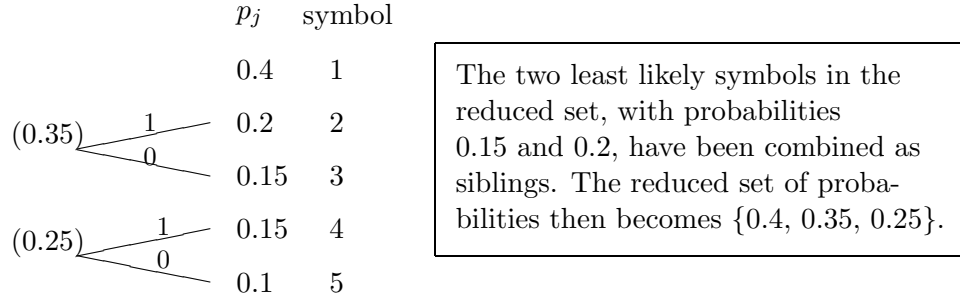 p_j symbol
0.4 1
(0.35) 1 0.2 2
0 0.15 3
(0.25) 1 0.15 4
0 0.1 5
The two least likely symbols in the
reduced set, with probabilities
0.15 and 0.2, have been combined as
siblings. The reduced set of proba-
bilities then becomes {0.4, 0.35, 0.25}.